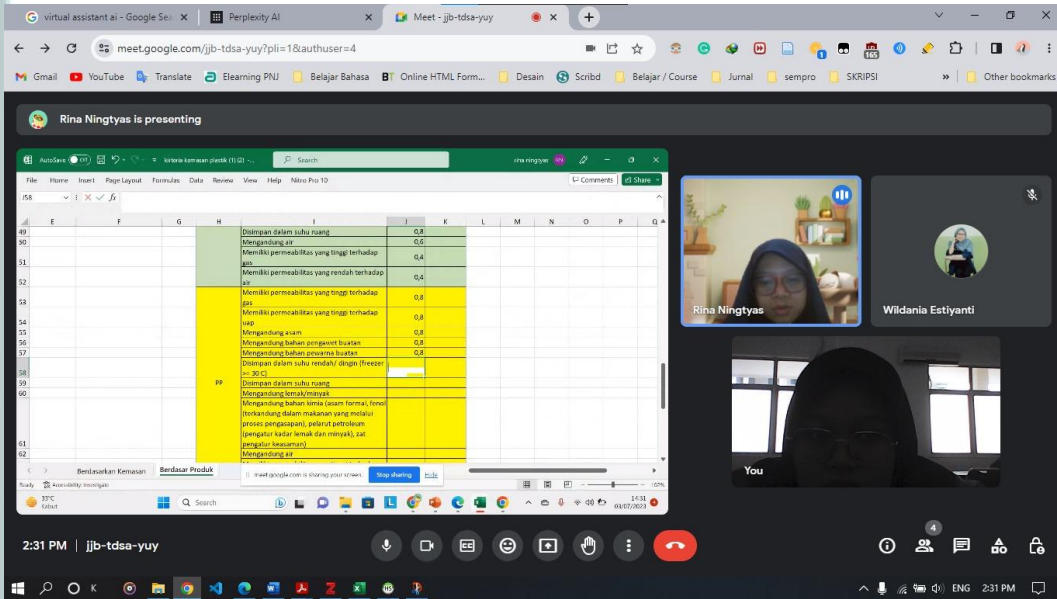 virtual assistant ai - Google Sea
Perplexity AI
Meet - jjb-tdsa-yuy
meet.google.com/jjb-tdsa-yuy?pli=1&authuser=4
165
1
Gmail
YouTube
Translate
Elearning PNJ
Belajar Bahasa
Online HTML Form...
Desain
Scribd
Belajar / Course
Jurnal
sempro
SKRIPSI
Other bookmarks
Rina Ningtyas is presenting
AutoSave
Off
kirteria kemasan plastik (1) (2) -...
Search
rina ningtyas
RN
File Home Insert Page Layout Formulas Data Review View Help Nitro Pro 10
Comments
Share
J58
fx
E F G H I J K L M N O P Q
49 Disimpan dalam suhu ruang 0,8
50 Mengandung air 0,6
Memiliki permeabilitas yang tinggi terhadap
51 gas 0,4
Memiliki permeabilitas yang rendah terhadap
52 air 0,4
Memiliki permeabilitas yang tinggi terhadap
53 gas 0,8
Memiliki permeabilitas yang tinggi terhadap
54 uap 0,8
55 Mengandung asam 0,8
56 Mengandung bahan pengawet buatan 0,8
57 Mengandung bahan pewarna buatan 0,8
Disimpan dalam suhu rendah/ dingin (freezer
58 >= 30 C)
59 PP Disimpan dalam suhu ruang
60 Mengandung lemak/minyak
Mengandung bahan kimia (asam formal, fenol
(terkandung dalam makanan yang melalui
proses pengasapan), pelarut petroleum
(pengatur kadar lemak dan minyak), zat
61 pengatur keasaman)
62 Mengandung air
Berdasarkan Kemasan
Berdasar Produk
meet.google.com is sharing your screen.
Stop sharing
Hide
Ready
Accessibility: Investigate
33°C
Kabut
Search
14:31
03/07/2023
Rina Ningtyas
Wildania Estiyanti
You
2:31 PM | jjb-tdsa-yuy
CC
4
ENG
2:31 PM